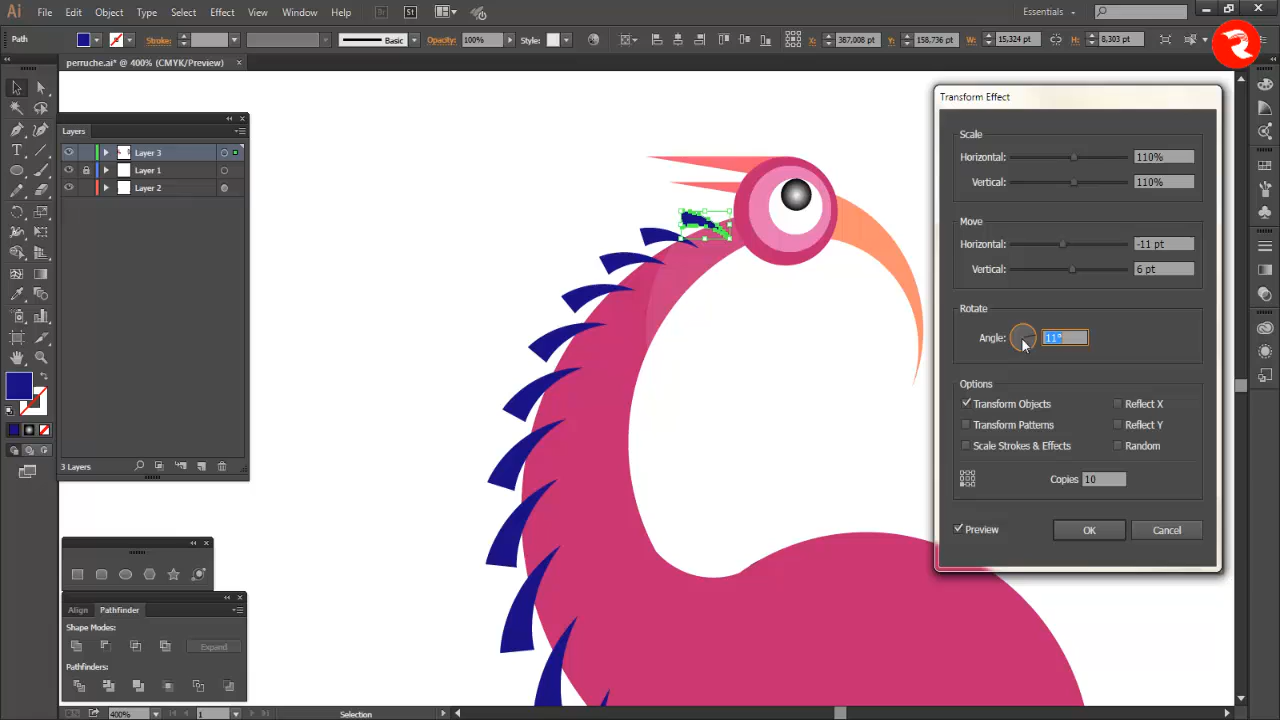 Ai File Edit Object Type Select Effect View Window Help Br St Essentials
Path Stroke: Basic Opacity: 100% Style: X: 367,008 pt Y: 158,736 pt W: 15,324 pt H: 8,303 pt
perruche.ai* @ 400% (CMYK/Preview)
Layers
Layer 3
Layer 1
Layer 2
3 Layers
Align Pathfinder
Shape Modes:
Expand
Pathfinders:
400% 1 Selection
Transform Effect
Scale
Horizontal: 110%
Vertical: 110%
Move
Horizontal: -11 pt
Vertical: 6 pt
Rotate
Angle: 11°
Options
Transform Objects Reflect X
Transform Patterns Reflect Y
Scale Strokes & Effects Random
Copies 10
Preview OK Cancel